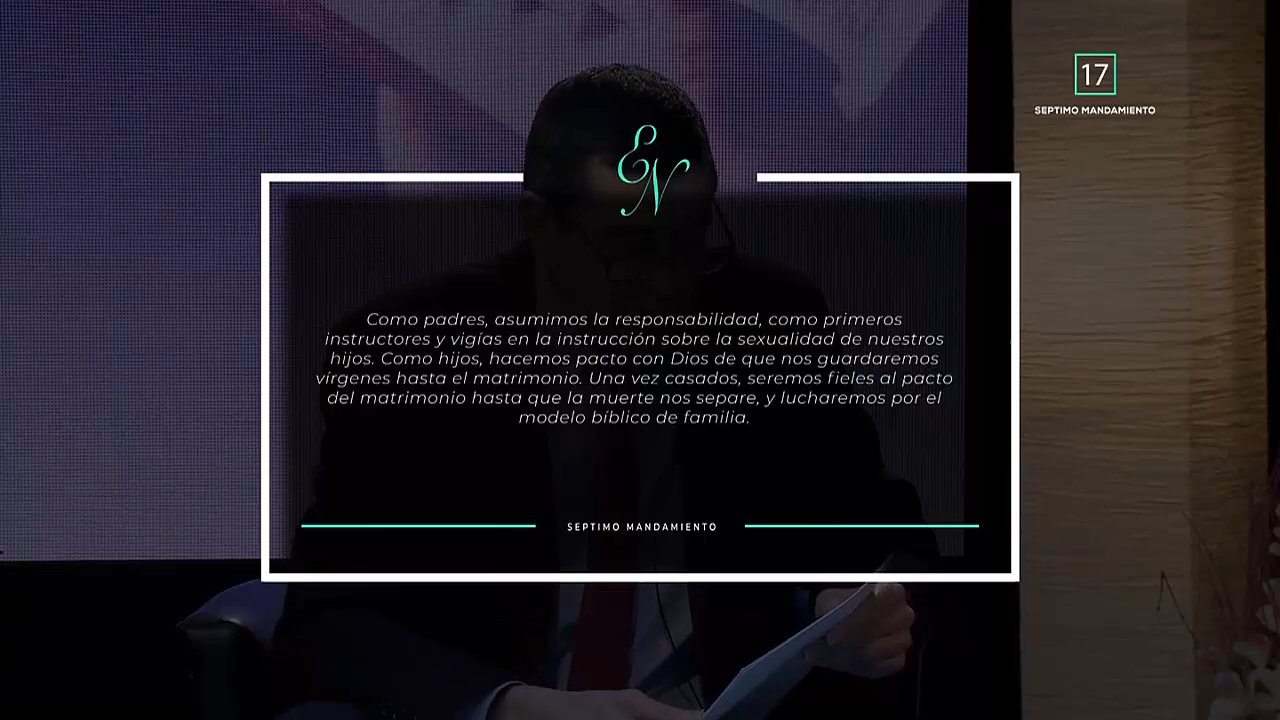 17
SEPTIMO MANDAMIENTO
EN
Como padres, asumimos la responsabilidad, como primeros
instructores y vigías en la instrucción sobre la sexualidad de nuestros
hijos. Como hijos, hacemos pacto con Dios de que nos guardaremos
vírgenes hasta el matrimonio. Una vez casados, seremos fieles al pacto
del matrimonio hasta que la muerte nos separe, y lucharemos por el
modelo bíblico de familia.
SEPTIMO MANDAMIENTO